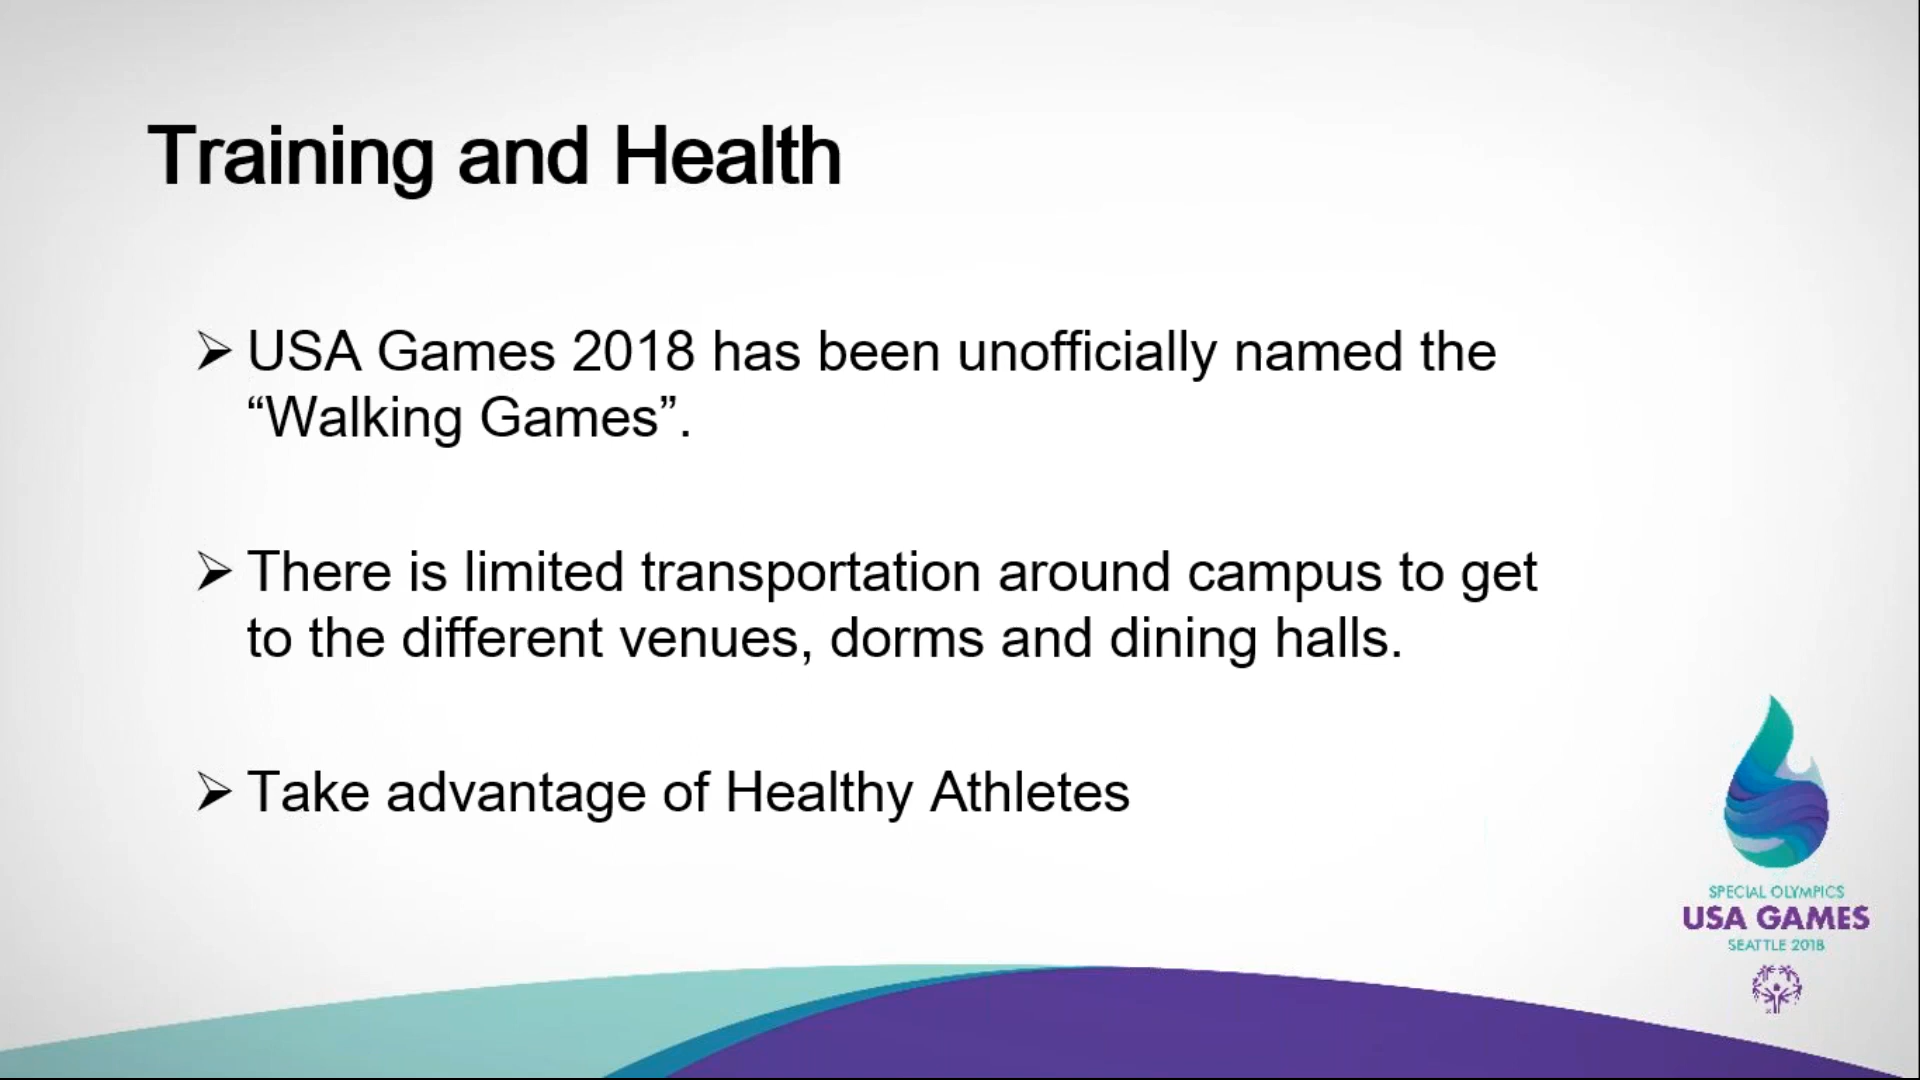 Training and Health
➢ USA Games 2018 has been unofficially named the
“Walking Games”.
➢ There is limited transportation around campus to get
to the different venues, dorms and dining halls.
➢ Take advantage of Healthy Athletes
SPECIAL OLYMPICS
USA GAMES
SEATTLE 2018